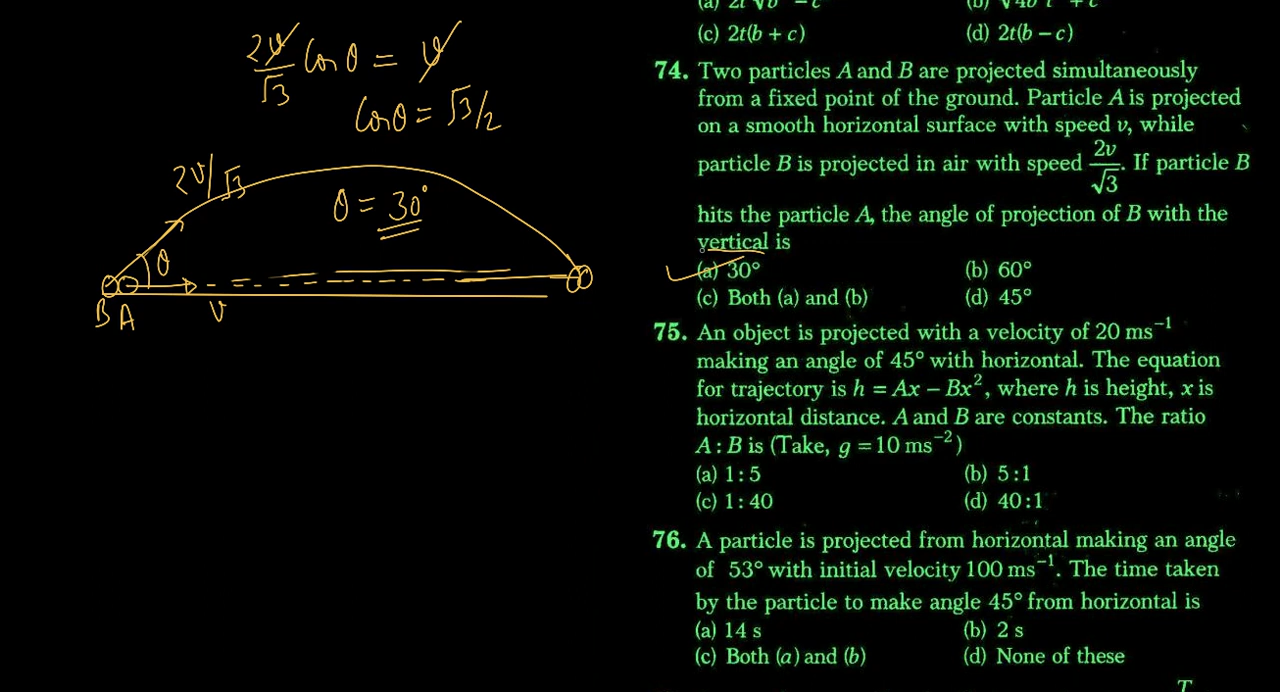 2v/√3 Cosθ = v
Cosθ = √3/2
2v/√3
θ = 30°
θ
B A
v
(c) 2t(b + c) (d) 2t(b – c)
74. Two particles A and B are projected simultaneously
from a fixed point of the ground. Particle A is projected
on a smooth horizontal surface with speed v, while
particle B is projected in air with speed 2v/√3. If particle B
hits the particle A, the angle of projection of B with the
vertical is
(a) 30° (b) 60°
(c) Both (a) and (b) (d) 45°
75. An object is projected with a velocity of 20 ms⁻¹
making an angle of 45° with horizontal. The equation
for trajectory is h = Ax – Bx², where h is height, x is
horizontal distance. A and B are constants. The ratio
A : B is (Take, g = 10 ms⁻²)
(a) 1 : 5 (b) 5 : 1
(c) 1 : 40 (d) 40 : 1
76. A particle is projected from horizontal making an angle
of 53° with initial velocity 100 ms⁻¹. The time taken
by the particle to make angle 45° from horizontal is
(a) 14 s (b) 2 s
(c) Both (a) and (b) (d) None of these